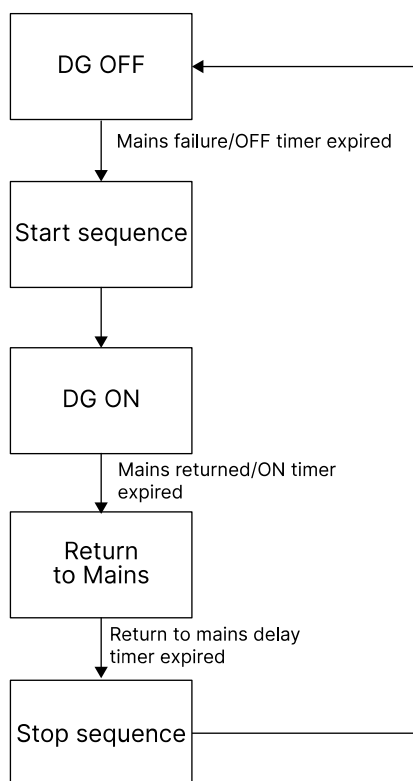 DG OFF
Mains failure/OFF timer expired
Start sequence
DG ON
Mains returned/ON timer
expired
Return
to Mains
Return to mains delay
timer expired
Stop sequence